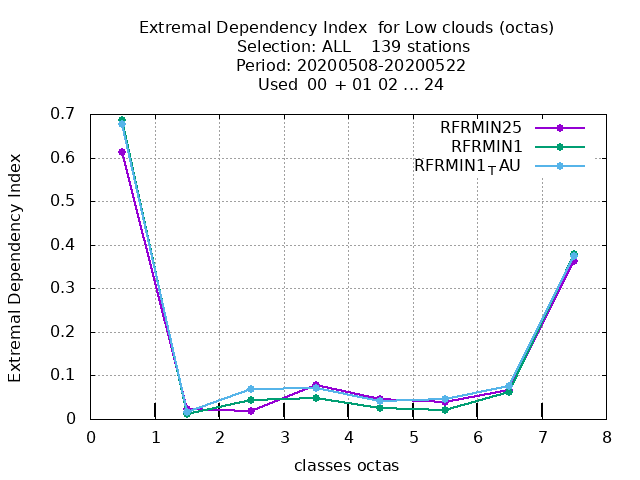 Extremal Dependency Index  for Low clouds (octas)
Selection: ALL    139 stations
Period: 20200508-20200522
Used  00  + 01 02 ... 24
0.7
0.6
0.5
0.4
0.3
0.2
0.1
0
Extremal Dependency Index
RFRMIN25
RFRMIN1
RFRMIN1TAU
0 1 2 3 4 5 6 7 8
classes octas